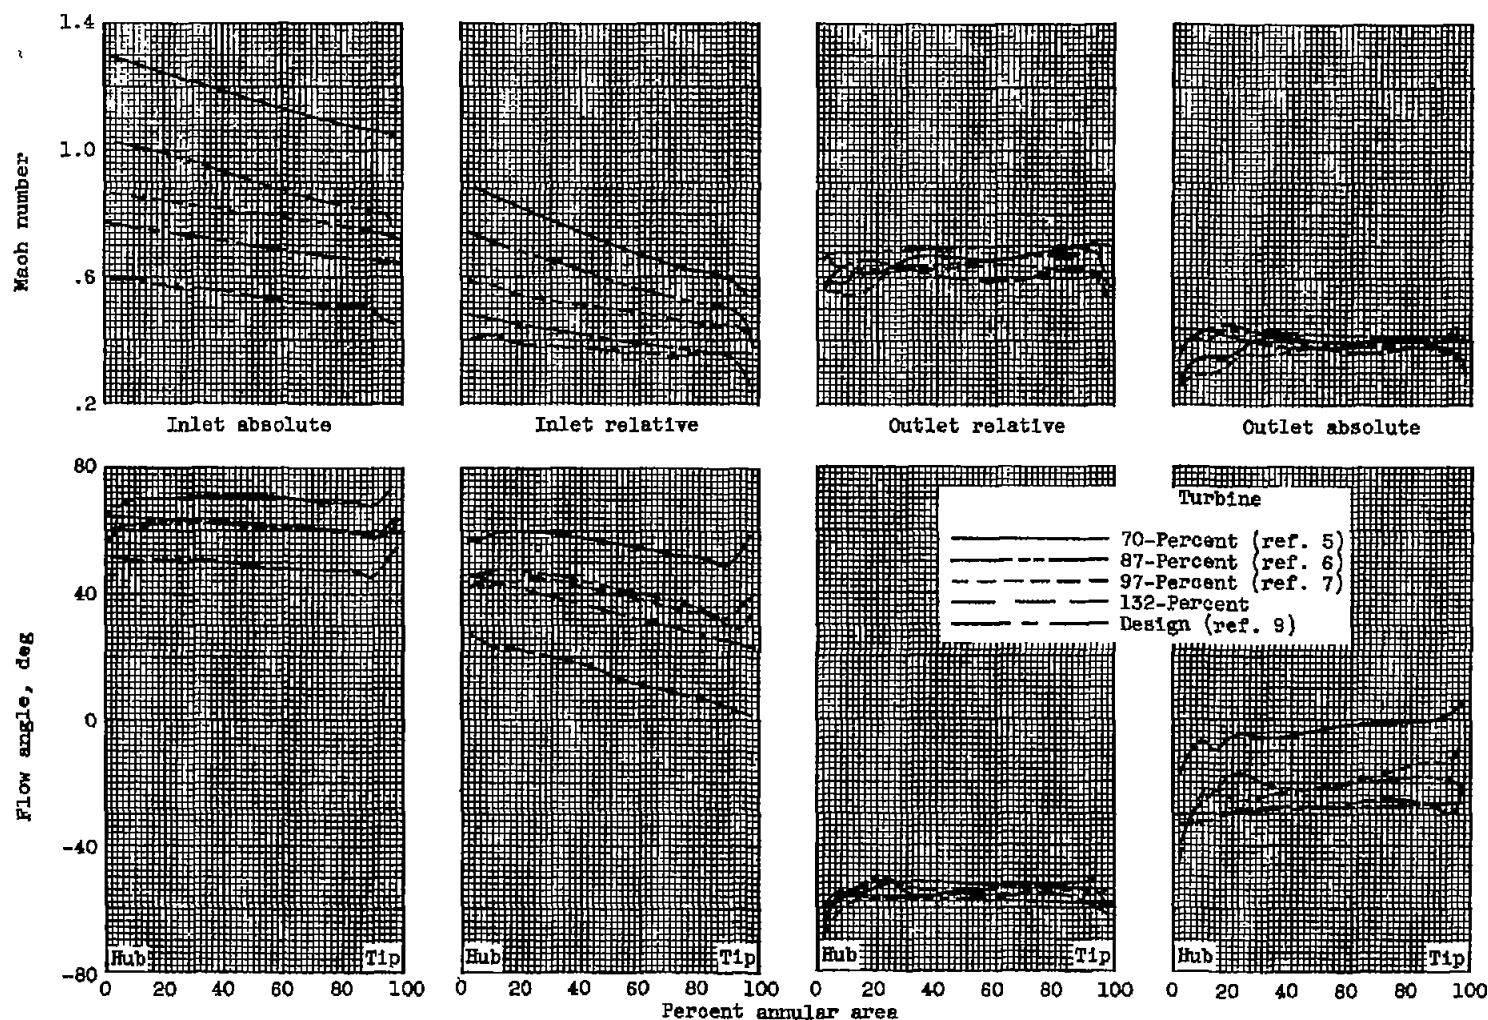 1.4
1.0
.6
.2
Mach number
Inlet absolute
Inlet relative
Outlet relative
Outlet absolute
80
40
0
-40
-80
Flow angle, deg
Turbine
70-Percent (ref. 5)
87-Percent (ref. 6)
97-Percent (ref. 7)
132-Percent
Design (ref. 9)
Hub Tip
Hub Tip
Hub Tip
Hub Tip
0 20 40 60 80 100
0 20 40 60 80 100
0 20 40 60 80 100
0 20 40 60 80 100
Percent annular area